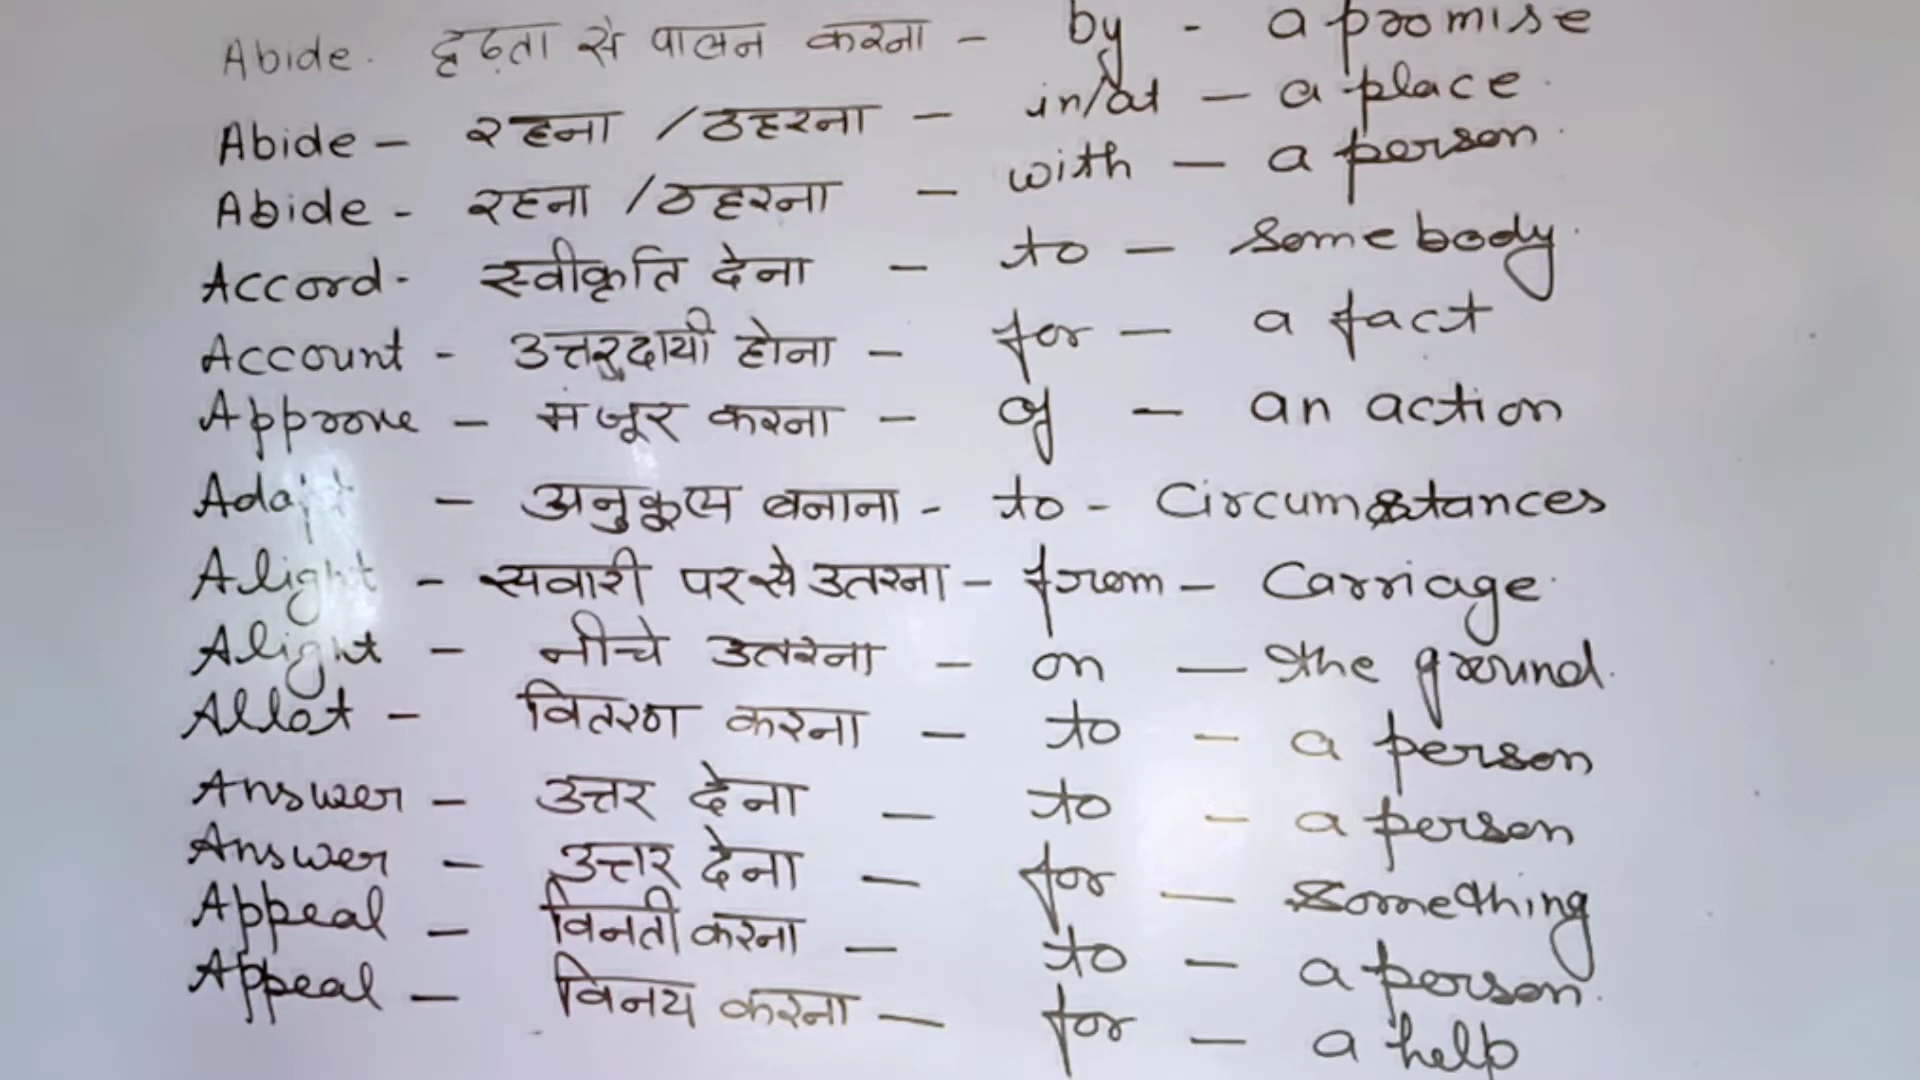 Abide. दृढ़ता से पालन करना - by - a promise
Abide - रहना / ठहरना - in/at - a place.
Abide - रहना / ठहरना - with - a person.
Accord - स्वीकृति देना - to - somebody.
Account - उत्तरदायी होना - for - a fact
Approve - मंजूर करना - of - an action
Adapt - अनुकूल बनाना - to - Circumstances
Alight - सवारी पर से उतरना - from - Carriage.
Alight - नीचे उतरना - on - the ground.
Allot - वितरण करना - to - a person
Answer - उत्तर देना - to - a person
Answer - उत्तर देना - for - something
Appeal - विनती करना - to - a person.
Appeal - विनय करना - for - a help